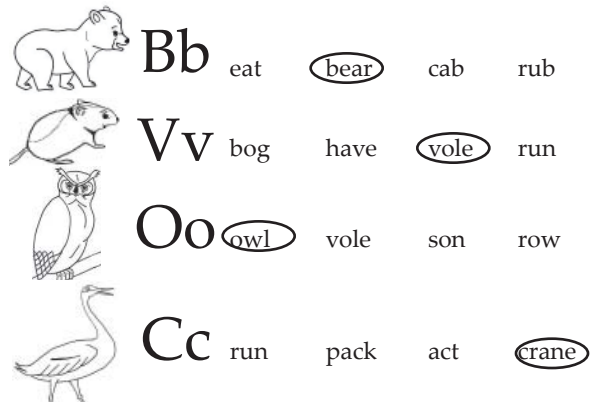 Bb eat bear cab rub
Vv bog have vole run
Oo owl vole son row
Cc run pack act crane